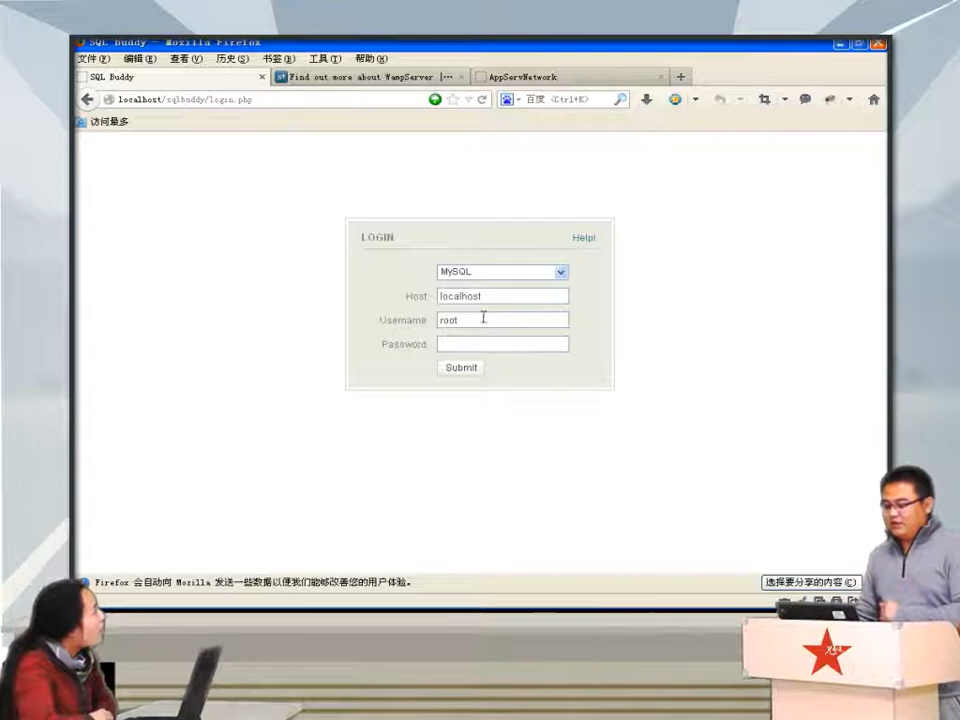 SQL Buddy - Mozilla Firefox
文件(F) 编辑(E) 查看(V) 历史(S) 书签(B) 工具(T) 帮助(H)
SQL Buddy × Find out more about WampServer |··· × AppServNetwork × +
localhost/sqlbuddy/login.php 百度 <Ctrl+K>
访问最多
LOGIN Help!
MySQL
Host localhost
Username root
Password
Submit
Firefox 会自动向 Mozilla 发送一些数据以便我们能够改善您的用户体验。 选择要分享的内容(C)